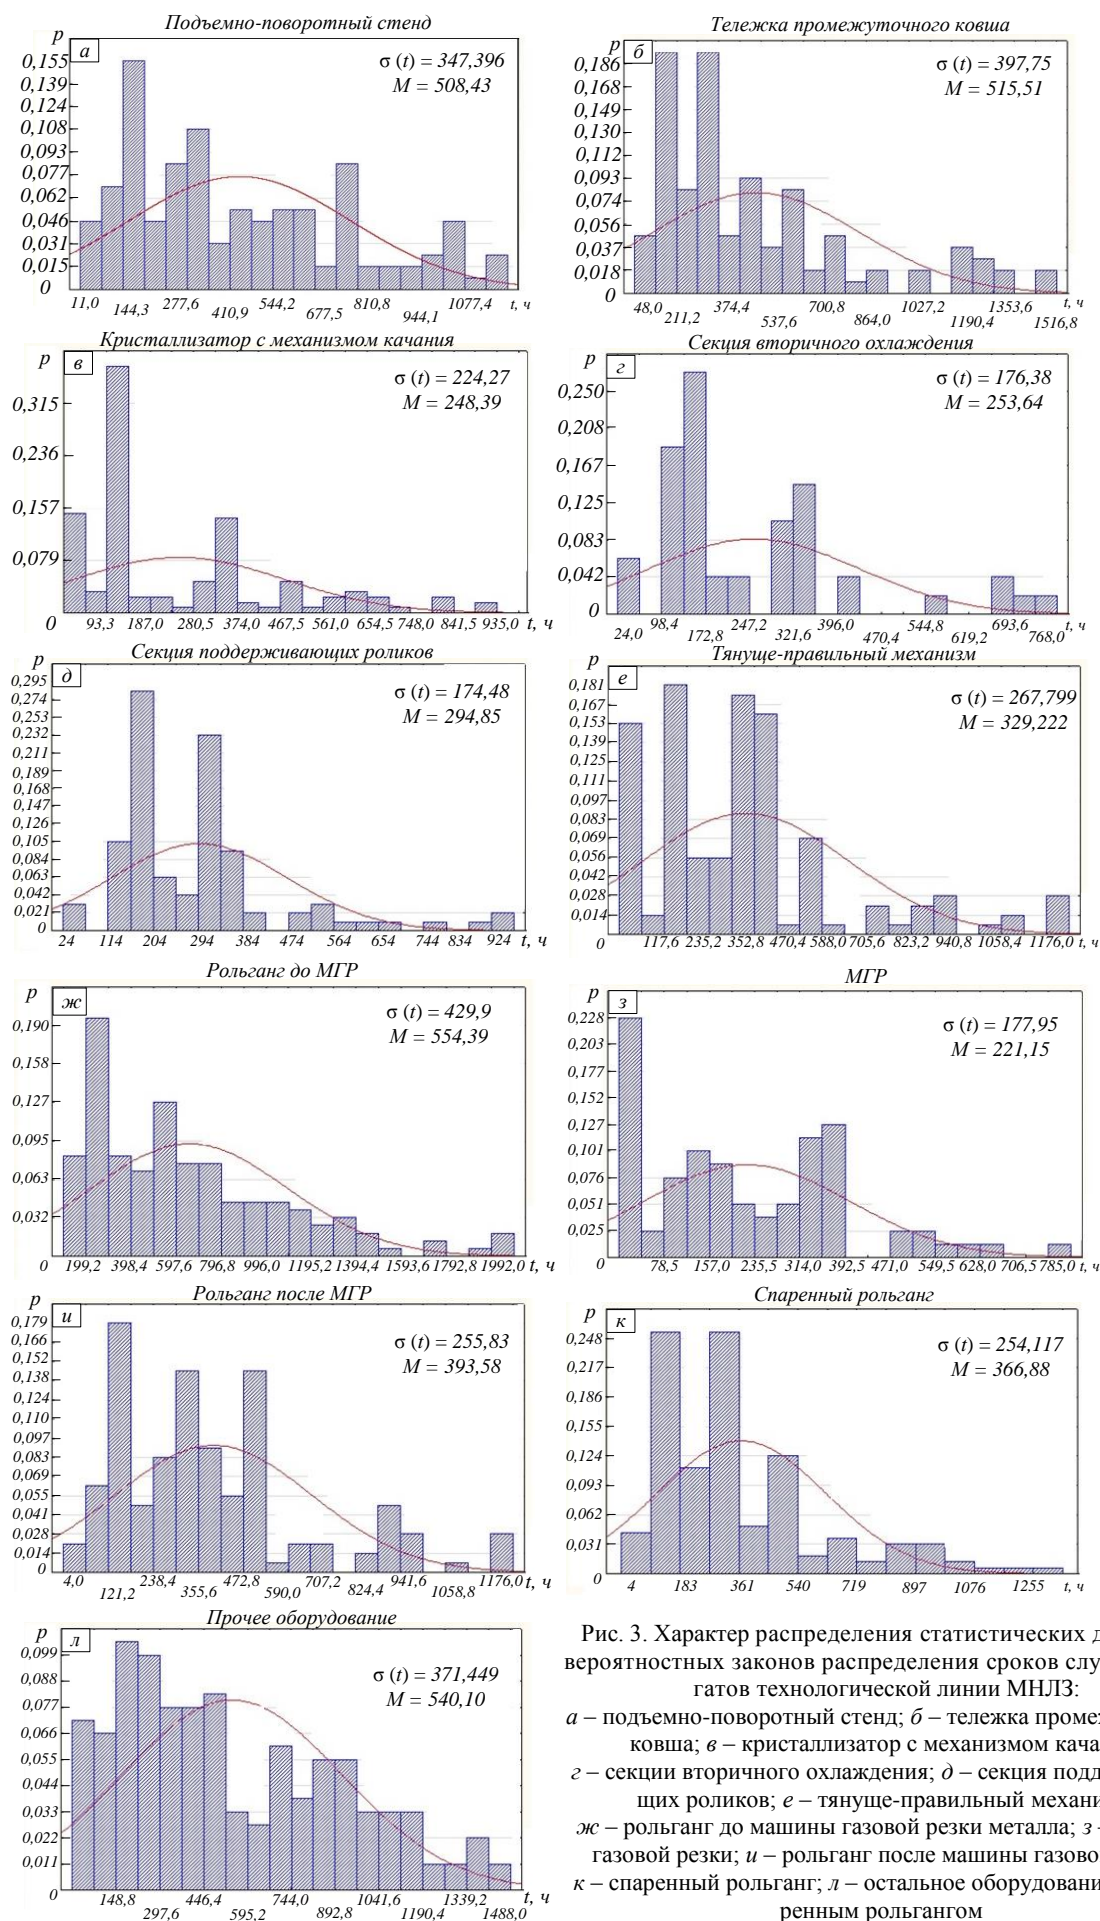 Подъемно-поворотный стенд
p
а
σ (t) = 347,396
M = 508,43
0,155
0,139
0,124
0,108
0,093
0,077
0,062
0,046
0,031
0,015
0
11,0 144,3 277,6 410,9 544,2 677,5 810,8 944,1 1077,4 t, ч
Тележка промежуточного ковша
p
б
σ (t) = 397,75
M = 515,51
0,186
0,168
0,149
0,130
0,112
0,093
0,074
0,056
0,037
0,018
0
48,0 211,2 374,4 537,6 700,8 864,0 1027,2 1190,4 1353,6 1516,8 t, ч
Кристаллизатор с механизмом качания
p
в
σ (t) = 224,27
M = 248,39
0,315
0,236
0,157
0,079
0 93,3 187,0 280,5 374,0 467,5 561,0 654,5 748,0 841,5 935,0 t, ч
Секция вторичного охлаждения
p
г
σ (t) = 176,38
M = 253,64
0,250
0,208
0,167
0,125
0,083
0,042
0
24,0 98,4 172,8 247,2 321,6 396,0 470,4 544,8 619,2 693,6 768,0 t, ч
Секция поддерживающих роликов
p
д
σ (t) = 174,48
M = 294,85
0,295
0,274
0,253
0,232
0,211
0,189
0,168
0,147
0,126
0,105
0,084
0,063
0,042
0,021
0
24 114 204 294 384 474 564 654 744 834 924 t, ч
Тянуще-правильный механизм
p
е
σ (t) = 267,799
M = 329,222
0,181
0,167
0,153
0,139
0,125
0,111
0,097
0,083
0,069
0,056
0,042
0,028
0,014
0 117,6 235,2 352,8 470,4 588,0 705,6 823,2 940,8 1058,4 1176,0 t, ч
Рольганг до МГР
p
ж
σ (t) = 429,9
M = 554,39
0,190
0,158
0,127
0,095
0,063
0,032
0 199,2 398,4 597,6 796,8 996,0 1195,2 1394,4 1593,6 1792,8 1992,0 t, ч
МГР
p
з
σ (t) = 177,95
M = 221,15
0,228
0,203
0,177
0,152
0,127
0,101
0,076
0,051
0,025
0 78,5 157,0 235,5 314,0 392,5 471,0 549,5 628,0 706,5 785,0 t, ч
Рольганг после МГР
p
и
σ (t) = 255,83
M = 393,58
0,179
0,166
0,152
0,138
0,124
0,110
0,097
0,083
0,069
0,055
0,041
0,028
0,014
0
4,0 121,2 238,4 355,6 472,8 590,0 707,2 824,4 941,6 1058,8 1176,0 t, ч
Спаренный рольганг
p
к
σ (t) = 254,117
M = 366,88
0,248
0,217
0,186
0,155
0,124
0,093
0,062
0,031
0 4 183 361 540 719 897 1076 1255 t, ч
Прочее оборудование
p
л
σ (t) = 371,449
M = 540,10
0,099
0,088
0,077
0,066
0,055
0,044
0,033
0,022
0,011
0 148,8 297,6 446,4 595,2 744,0 892,8 1041,6 1190,4 1339,2 1488,0 t, ч
Рис. 3. Характер распределения статистических д
вероятностных законов распределения сроков слу
гатов технологической линии МНЛЗ:
а – подъемно-поворотный стенд; б – тележка проме
ковша; в – кристаллизатор с механизмом кача
г – секции вторичного охлаждения; д – секция подд
щих роликов; е – тянуще-правильный механи
ж – рольганг до машины газовой резки металла; з –
газовой резки; и – рольганг после машины газово
к – спаренный рольганг; л – остальное оборудовани
ренным рольгангом